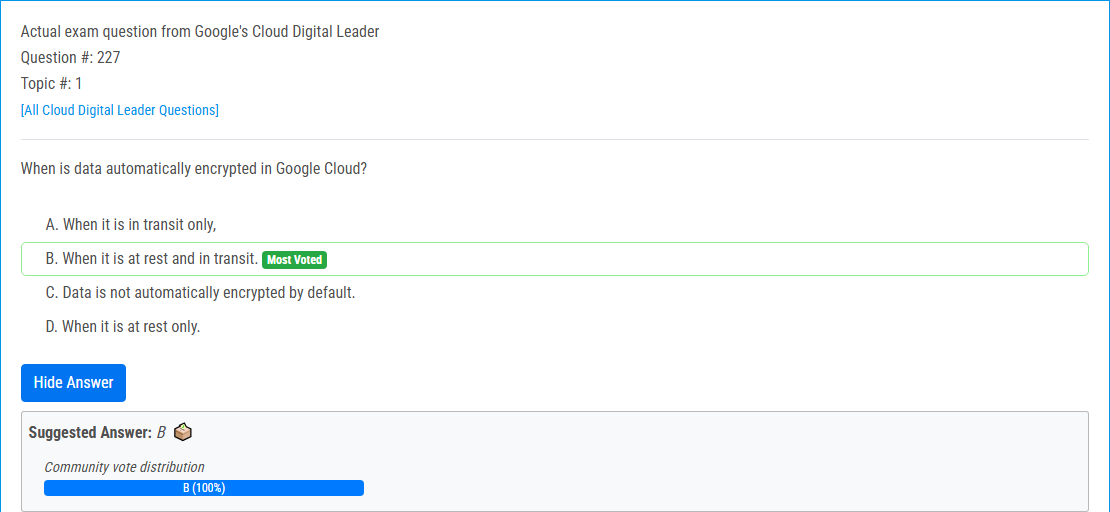 Actual exam question from Google's Cloud Digital Leader
Question #: 227
Topic #: 1
[All Cloud Digital Leader Questions]
When is data automatically encrypted in Google Cloud?
A. When it is in transit only,
B. When it is at rest and in transit. Most Voted
C. Data is not automatically encrypted by default.
D. When it is at rest only.
Hide Answer
Suggested Answer: B
Community vote distribution
B (100%)